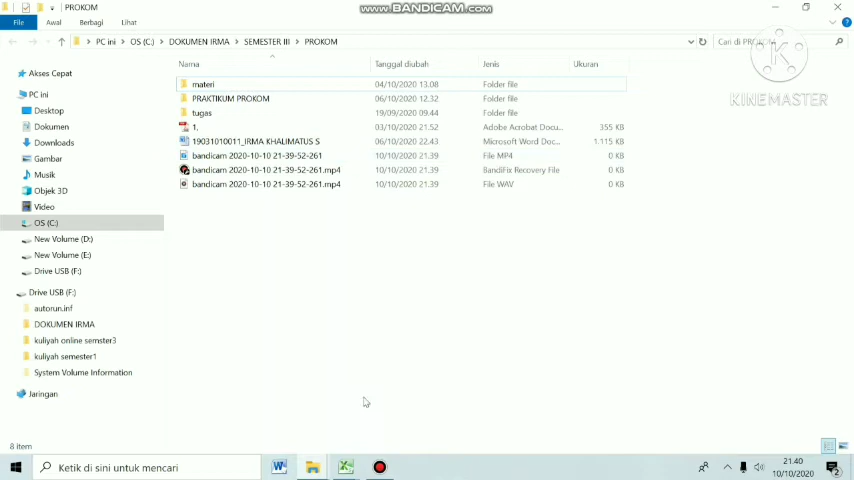 PROKOM
www.BANDICAM.com
File Awal Berbagi Lihat
PC ini OS (C:) DOKUMEN IRMA SEMESTER III PROKOM
Cari di PROKOM
KINEMASTER
Nama Tanggal diubah Jenis Ukuran
materi 04/10/2020 13.08 Folder file
PRAKTIKUM PROKOM 06/10/2020 12.32 Folder file
tugas 19/09/2020 09.44 Folder file
1, 03/10/2020 21.52 Adobe Acrobat Docu... 355 KB
19031010011_IRMA KHALIMATUS S 06/10/2020 22.43 Microsoft Word Doc... 1.115 KB
bandicam 2020-10-10 21-39-52-261 10/10/2020 21.39 File MP4 0 KB
bandicam 2020-10-10 21-39-52-261.mp4 10/10/2020 21.39 BandiFix Recovery File 0 KB
bandicam 2020-10-10 21-39-52-261.mp4 10/10/2020 21.39 File WAV 0 KB
Akses Cepat
PC ini
Desktop
Dokumen
Downloads
Gambar
Musik
Objek 3D
Video
OS (C:)
New Volume (D:)
New Volume (E:)
Drive USB (F:)
Drive USB (F:)
autorun.inf
DOKUMEN IRMA
kuliyah online semster3
kuliyah semester1
System Volume Information
Jaringan
8 item
Ketik di sini untuk mencari
21.40
10/10/2020
2